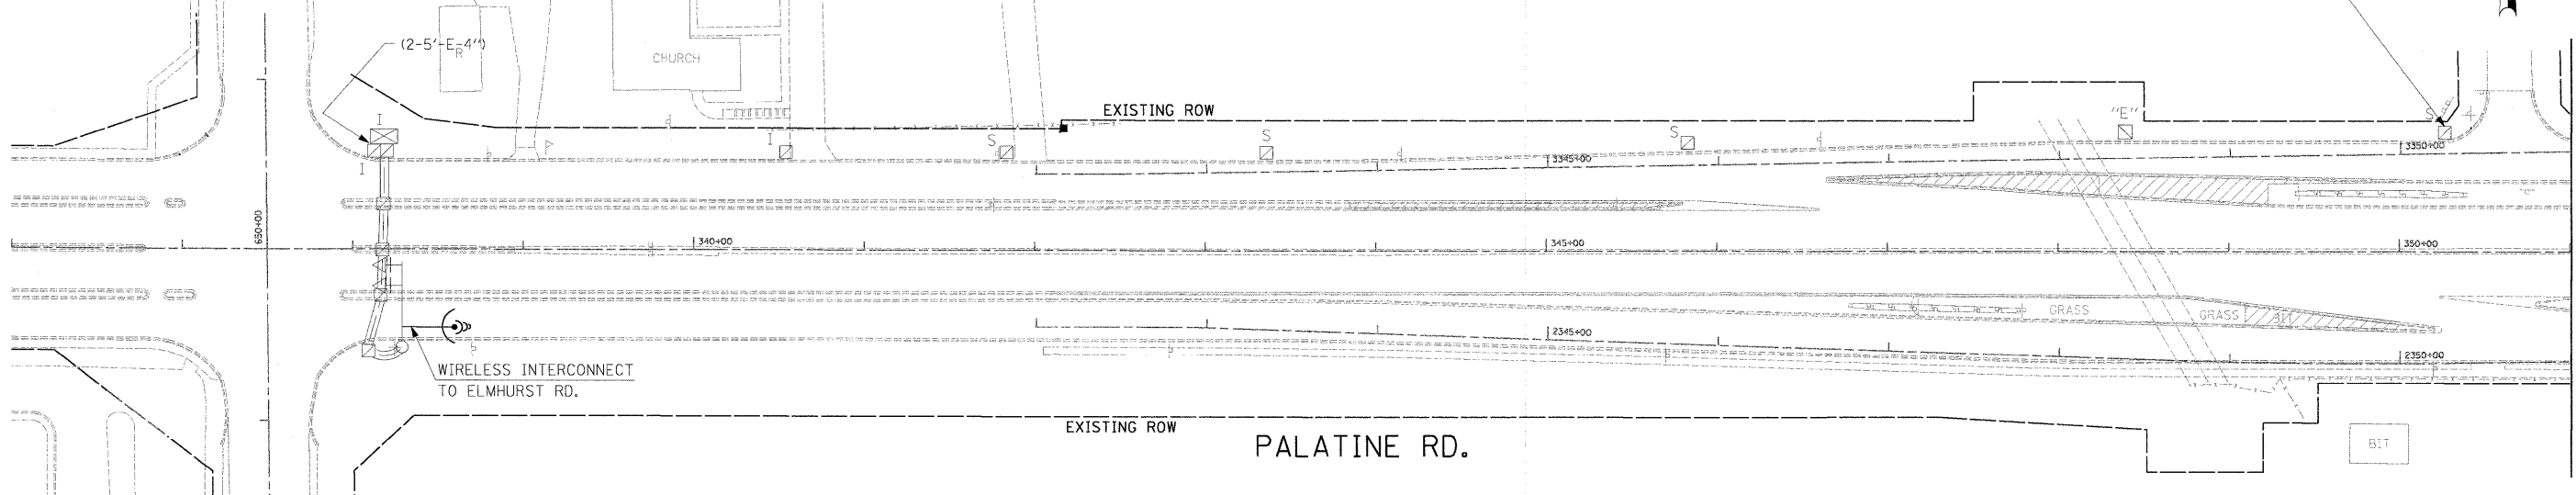 (2-5'-E-4")
R
CHURCH
I
EXISTING ROW
I
S
S
S
"E"
S
I
3345+00
3350+00
650+00
340+00
345+00
350+00
GRASS
GRASS
BIT
2345+00
2350+00
WIRELESS INTERCONNECT
TO ELMHURST RD.
EXISTING ROW
PALATINE RD.
BIT